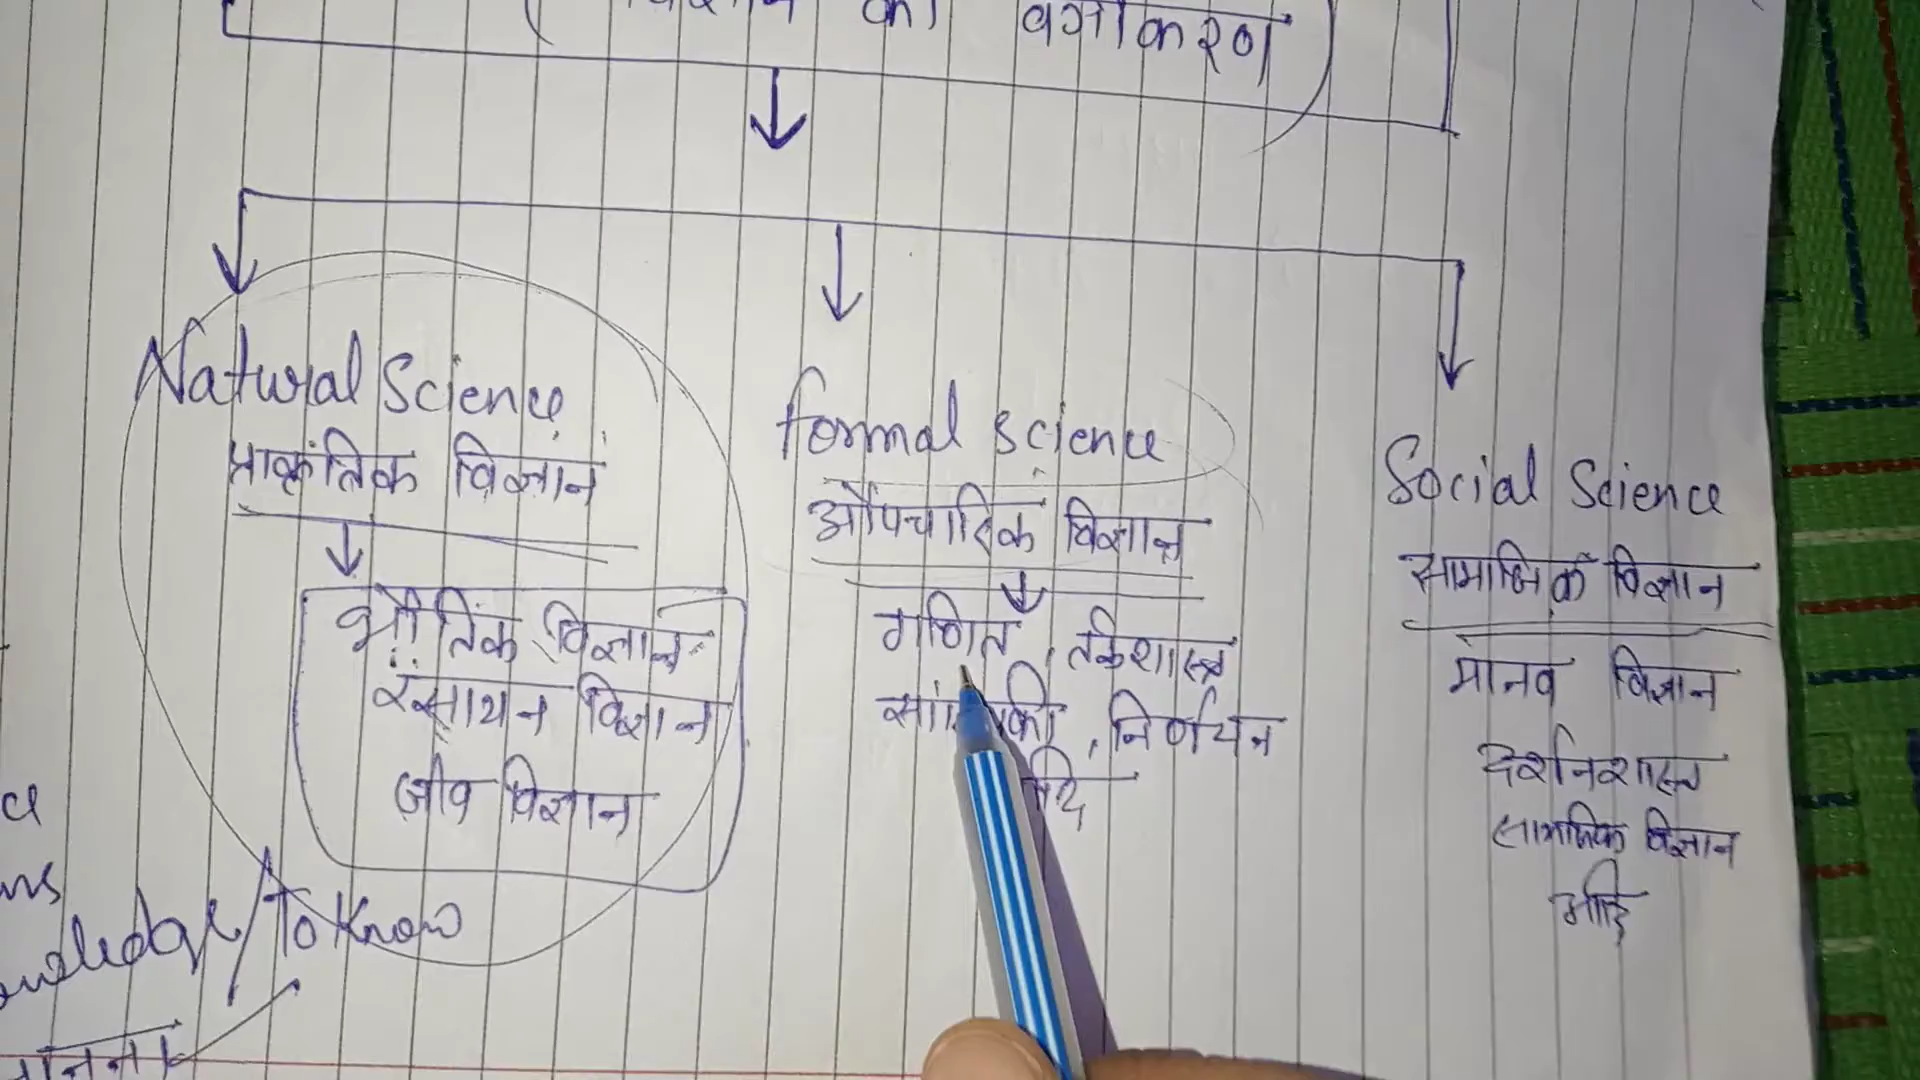 विज्ञान का वर्गीकरण
Natural Science
प्राकृतिक विज्ञान
भौतिक विज्ञान
रसायन विज्ञान
जीव विज्ञान
formal science
औपचारिक विज्ञान
गणित, तर्कशास्त्र
की, निर्णयन
Social Science
सामाजिक विज्ञान
मानव विज्ञान
दर्शनशास्त्र
सामाजिक विज्ञान
आदि
/To Know